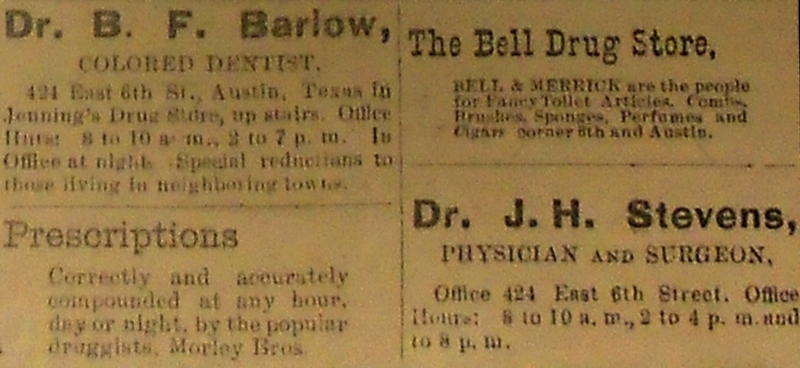 Dr. B. F. Barlow,
COLORED DENTIST.
424 East 6th St., Austin, Texas in
Jenning's Drug Store, up stairs. Office
Hours: 8 to 10 a. m., 2 to 7 p. m. In
Office at night. Special reductions to
those living in neighboring towns.
Prescriptions
Correctly and accurately
compounded at any hour,
day or night, by the popular
druggists, Morley Bros.
The Bell Drug Store,
BELL & MERRICK are the people
for Fancy Toilet Articles, Combs,
Brushes, Sponges, Perfumes and
Cigars corner 6th and Austin.
Dr. J. H. Stevens,
PHYSICIAN AND SURGEON,
Office 424 East 6th Street. Office
Hours: 8 to 10 a. m., 2 to 4 p. m. and
to 8 p. m.